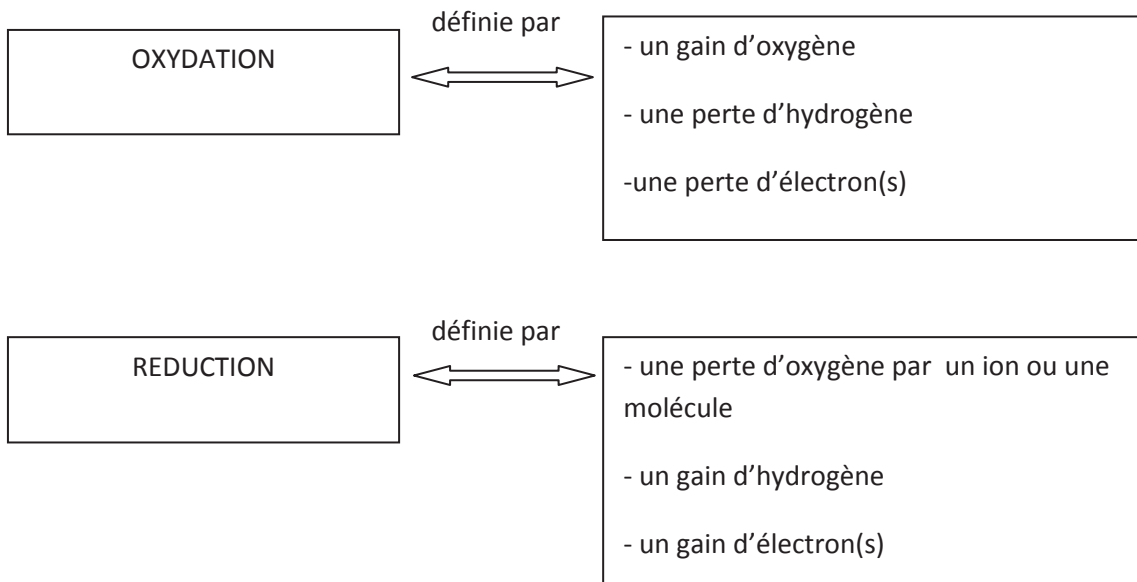 définie par
OXYDATION
- un gain d’oxygène
- une perte d’hydrogène
-une perte d’électron(s)
définie par
REDUCTION
- une perte d’oxygène par un ion ou une
molécule
- un gain d’hydrogène
- un gain d’électron(s)